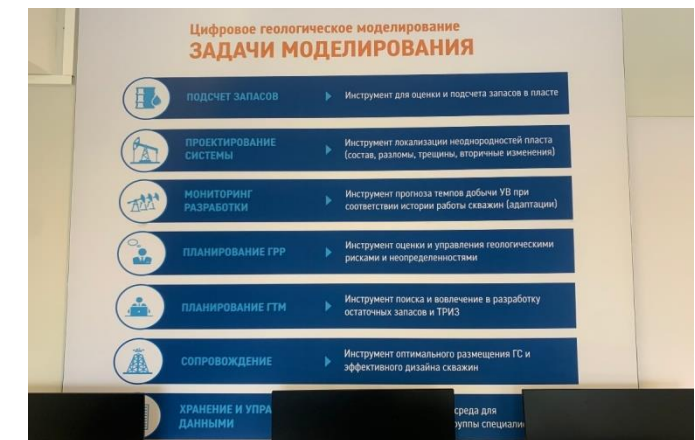 Цифровое геологическое моделирование
ЗАДАЧИ МОДЕЛИРОВАНИЯ
ПОДСЧЕТ ЗАПАСОВ
Инструмент для оценки и подсчета запасов в пласте
ПРОЕКТИРОВАНИЕ
СИСТЕМЫ
Инструмент локализации неоднородностей пласта
(состав, разломы, трещины, вторичные изменения)
МОНИТОРИНГ
РАЗРАБОТКИ
Инструмент прогноза темпов добычи УВ при
соответствии истории работы скважин (адаптации)
ПЛАНИРОВАНИЕ ГРР
Инструмент оценки и управления геологическими
рисками и неопределенностями
ПЛАНИРОВАНИЕ ГТМ
Инструмент поиска и вовлечение в разработку
остаточных запасов и ТРИЗ
СОПРОВОЖДЕНИЕ
Инструмент оптимального размещения ГС и
эффективного дизайна скважин
ХРАНЕНИЕ И УПРА
ДАННЫМИ
среда для
руппы специали